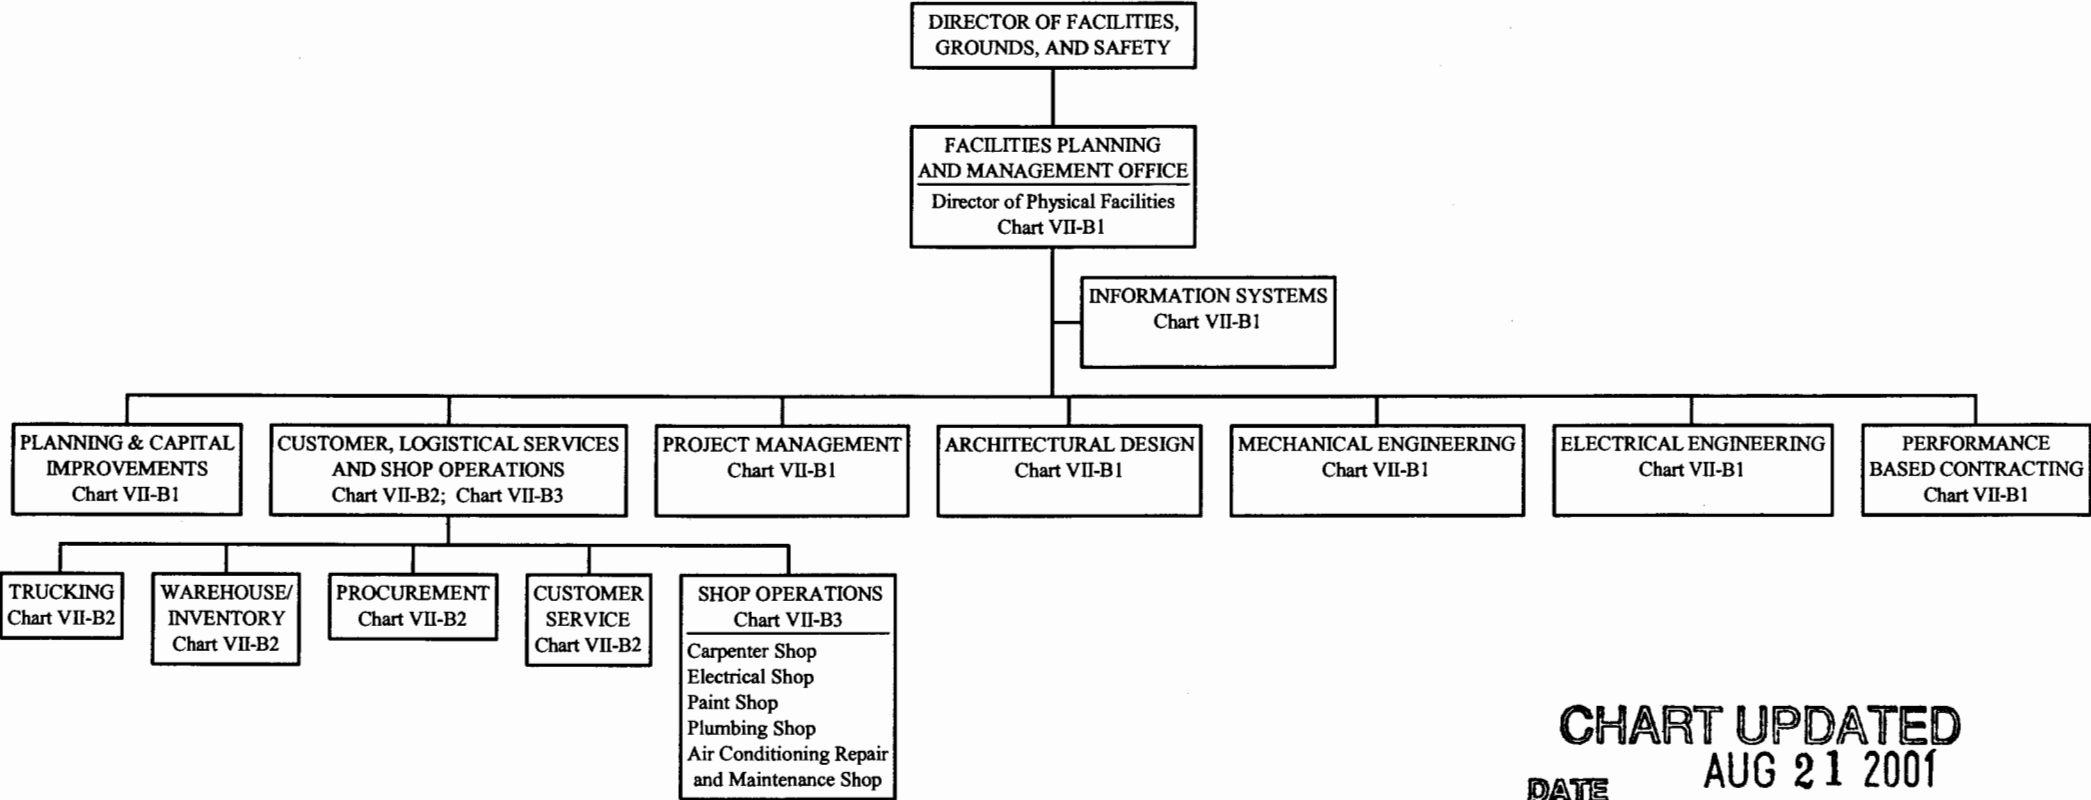 DIRECTOR OF FACILITIES,
GROUNDS, AND SAFETY
FACILITIES PLANNING
AND MANAGEMENT OFFICE
Director of Physical Facilities
Chart VII-B1
INFORMATION SYSTEMS
Chart VII-B1
PLANNING & CAPITAL
IMPROVEMENTS
Chart VII-B1
CUSTOMER, LOGISTICAL SERVICES
AND SHOP OPERATIONS
Chart VII-B2; Chart VII-B3
PROJECT MANAGEMENT
Chart VII-B1
ARCHITECTURAL DESIGN
Chart VII-B1
MECHANICAL ENGINEERING
Chart VII-B1
ELECTRICAL ENGINEERING
Chart VII-B1
PERFORMANCE
BASED CONTRACTING
Chart VII-B1
TRUCKING
Chart VII-B2
WAREHOUSE/
INVENTORY
Chart VII-B2
PROCUREMENT
Chart VII-B2
CUSTOMER
SERVICE
Chart VII-B2
SHOP OPERATIONS
Chart VII-B3
Carpenter Shop
Electrical Shop
Paint Shop
Plumbing Shop
Air Conditioning Repair
and Maintenance Shop
CHART UPDATED
DATE AUG 21 2001